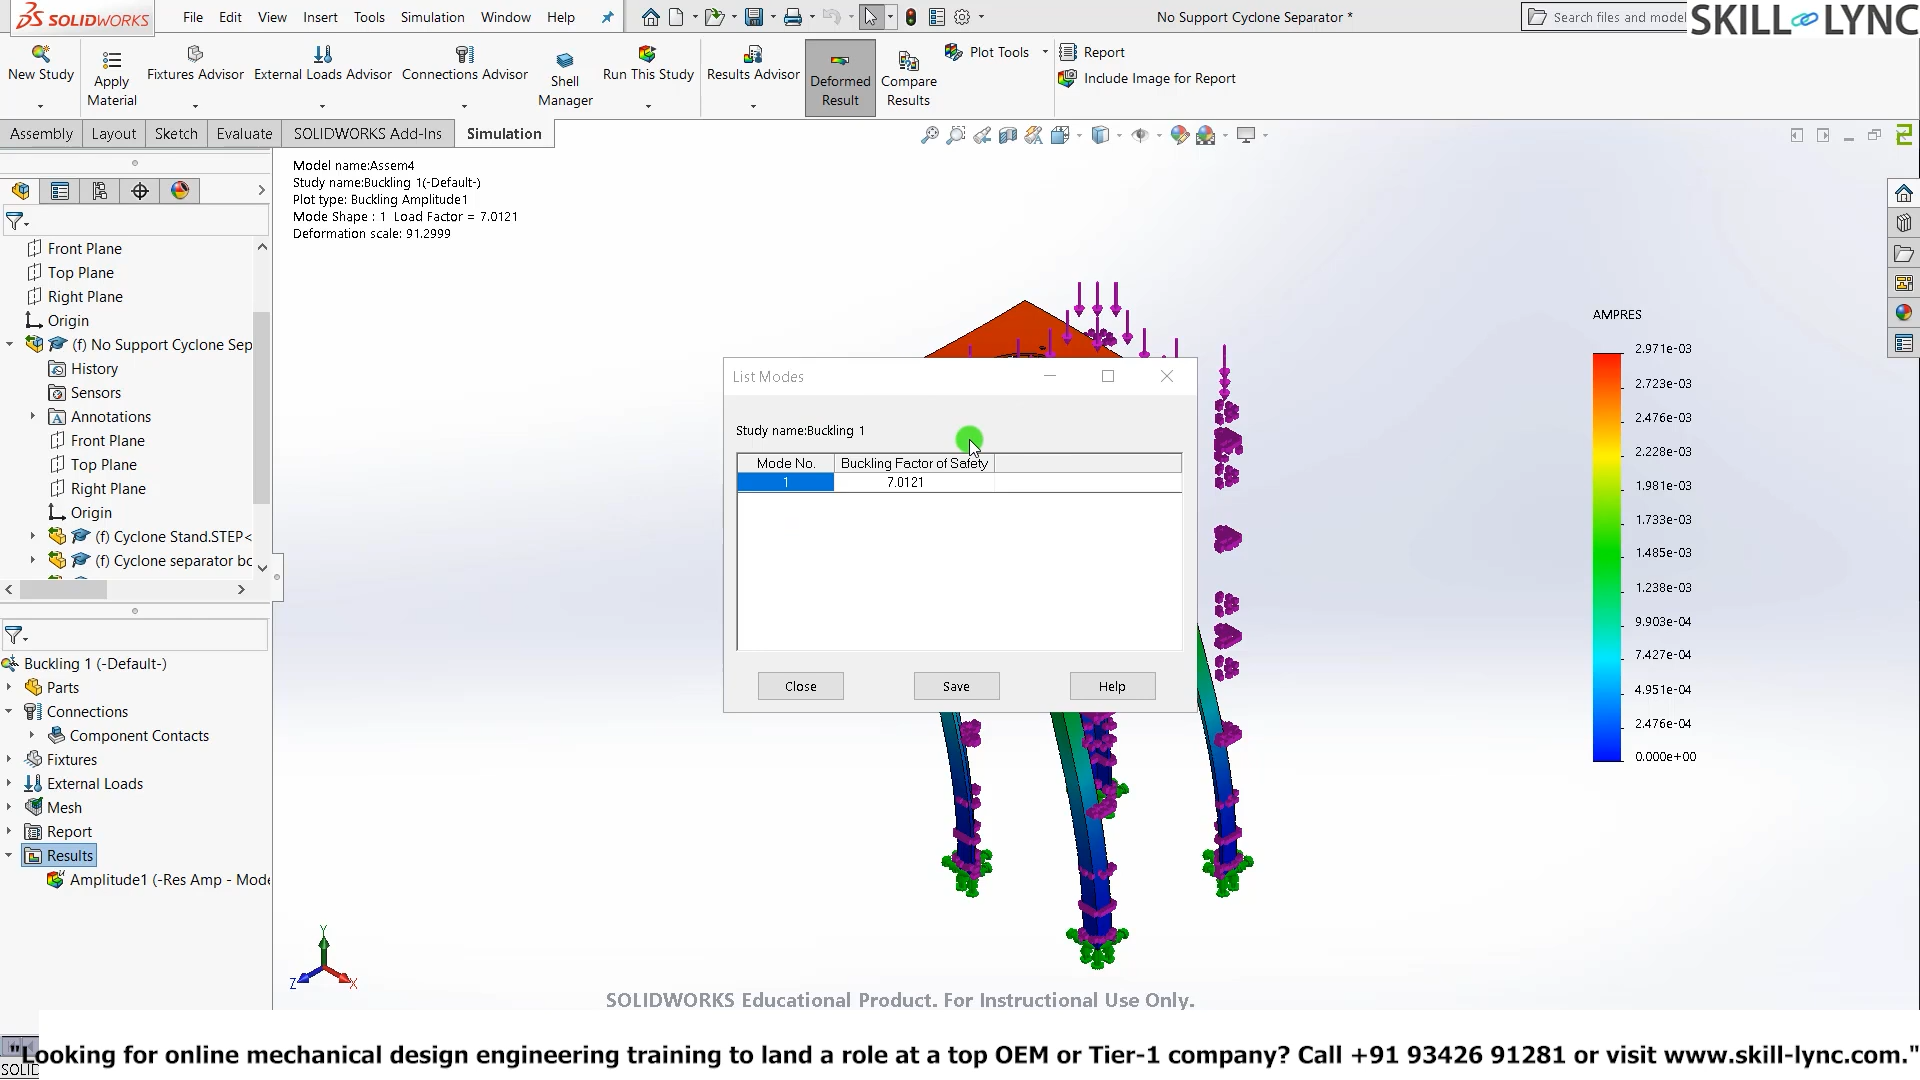 SOLIDWORKS
File Edit View Insert Tools Simulation Window Help
No Support Cyclone Separator *
Search files and model
SKILL LYNC
New Study
Apply Material
Fixtures Advisor
External Loads Advisor
Connections Advisor
Shell Manager
Run This Study
Results Advisor
Deformed Result
Compare Results
Plot Tools
Report
Include Image for Report
Assembly Layout Sketch Evaluate SOLIDWORKS Add-Ins Simulation
Model name:Assem4
Study name:Buckling 1(-Default-)
Plot type: Buckling Amplitude1
Mode Shape : 1 Load Factor = 7.0121
Deformation scale: 91.2999
Front Plane
Top Plane
Right Plane
Origin
(f) No Support Cyclone Sep
History
Sensors
Annotations
Front Plane
Top Plane
Right Plane
Origin
(f) Cyclone Stand.STEP<
(f) Cyclone separator bc
Buckling 1 (-Default-)
Parts
Connections
Component Contacts
Fixtures
External Loads
Mesh
Report
Results
Amplitude1 (-Res Amp - Mode
List Modes
Study name:Buckling 1
Mode No. Buckling Factor of Safety
1 7.0121
Close Save Help
AMPRES
2.971e-03
2.723e-03
2.476e-03
2.228e-03
1.981e-03
1.733e-03
1.485e-03
1.238e-03
9.903e-04
7.427e-04
4.951e-04
2.476e-04
0.000e+00
Y
Z
X
SOLIDWORKS Educational Product. For Instructional Use Only.
"Looking for online mechanical design engineering training to land a role at a top OEM or Tier-1 company? Call +91 93426 91281 or visit www.skill-lync.com."
SOLID